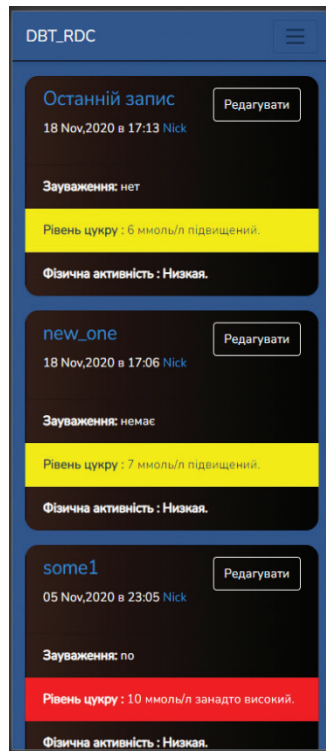 DBT_RDC
Останній запис
Редагувати
18 Nov,2020 в 17:13 Nick
Зауваження: нет
Рівень цукру : 6 ммоль/л підвищений.
Фізична активність : Низкая.
new_one
Редагувати
18 Nov,2020 в 17:06 Nick
Зауваження: немає
Рівень цукру : 7 ммоль/л підвищений.
Фізична активність : Низкая.
some1
Редагувати
05 Nov,2020 в 23:05 Nick
Зауваження: no
Рівень цукру : 10 ммоль/л занадто високий.
Фізична активність : Низкая.